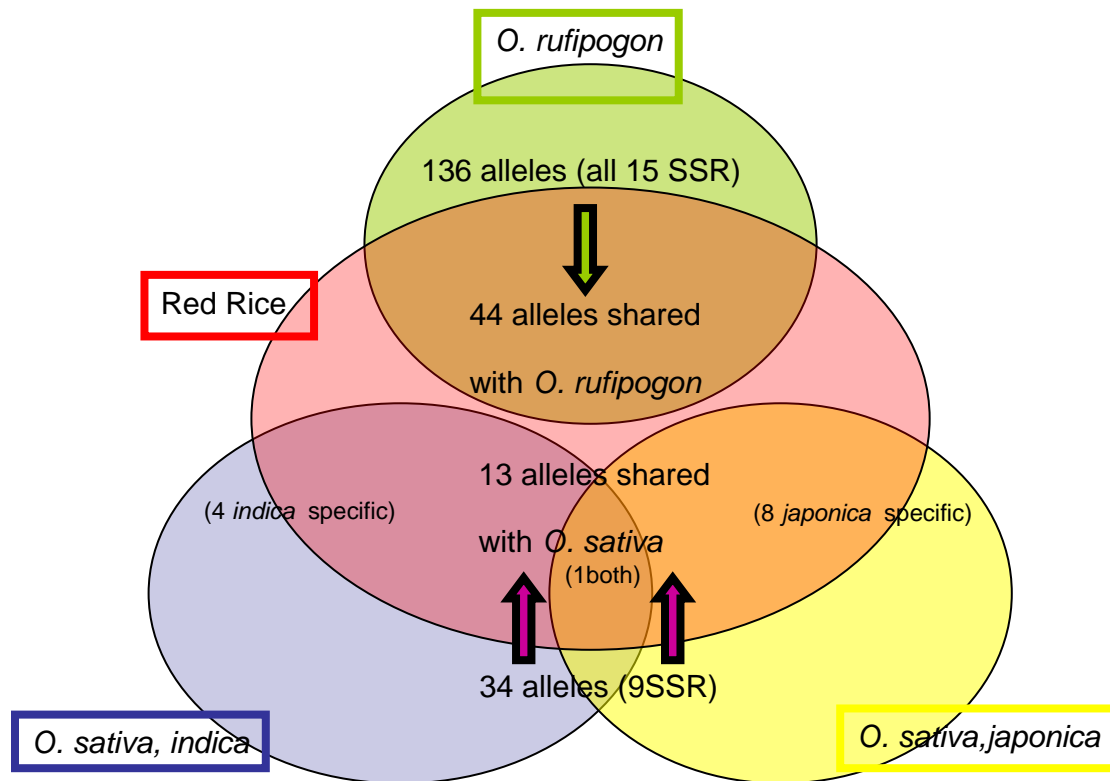 O. rufipogon
136 alleles (all 15 SSR)
Red Rice
44 alleles shared
with O. rufipogon
13 alleles shared
(4 indica specific)
(8 japonica specific)
with O. sativa
(1both)
34 alleles (9SSR)
O. sativa, indica
O. sativa,japonica